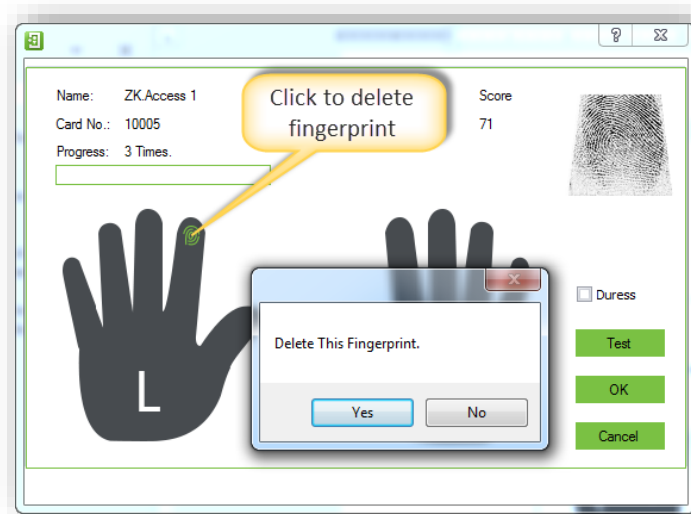 Name: ZK.Access 1
Card No.: 10005
Progress: 3 Times.
Click to delete
fingerprint
Score
71
L
Delete This Fingerprint.
Yes No
Duress
Test
OK
Cancel